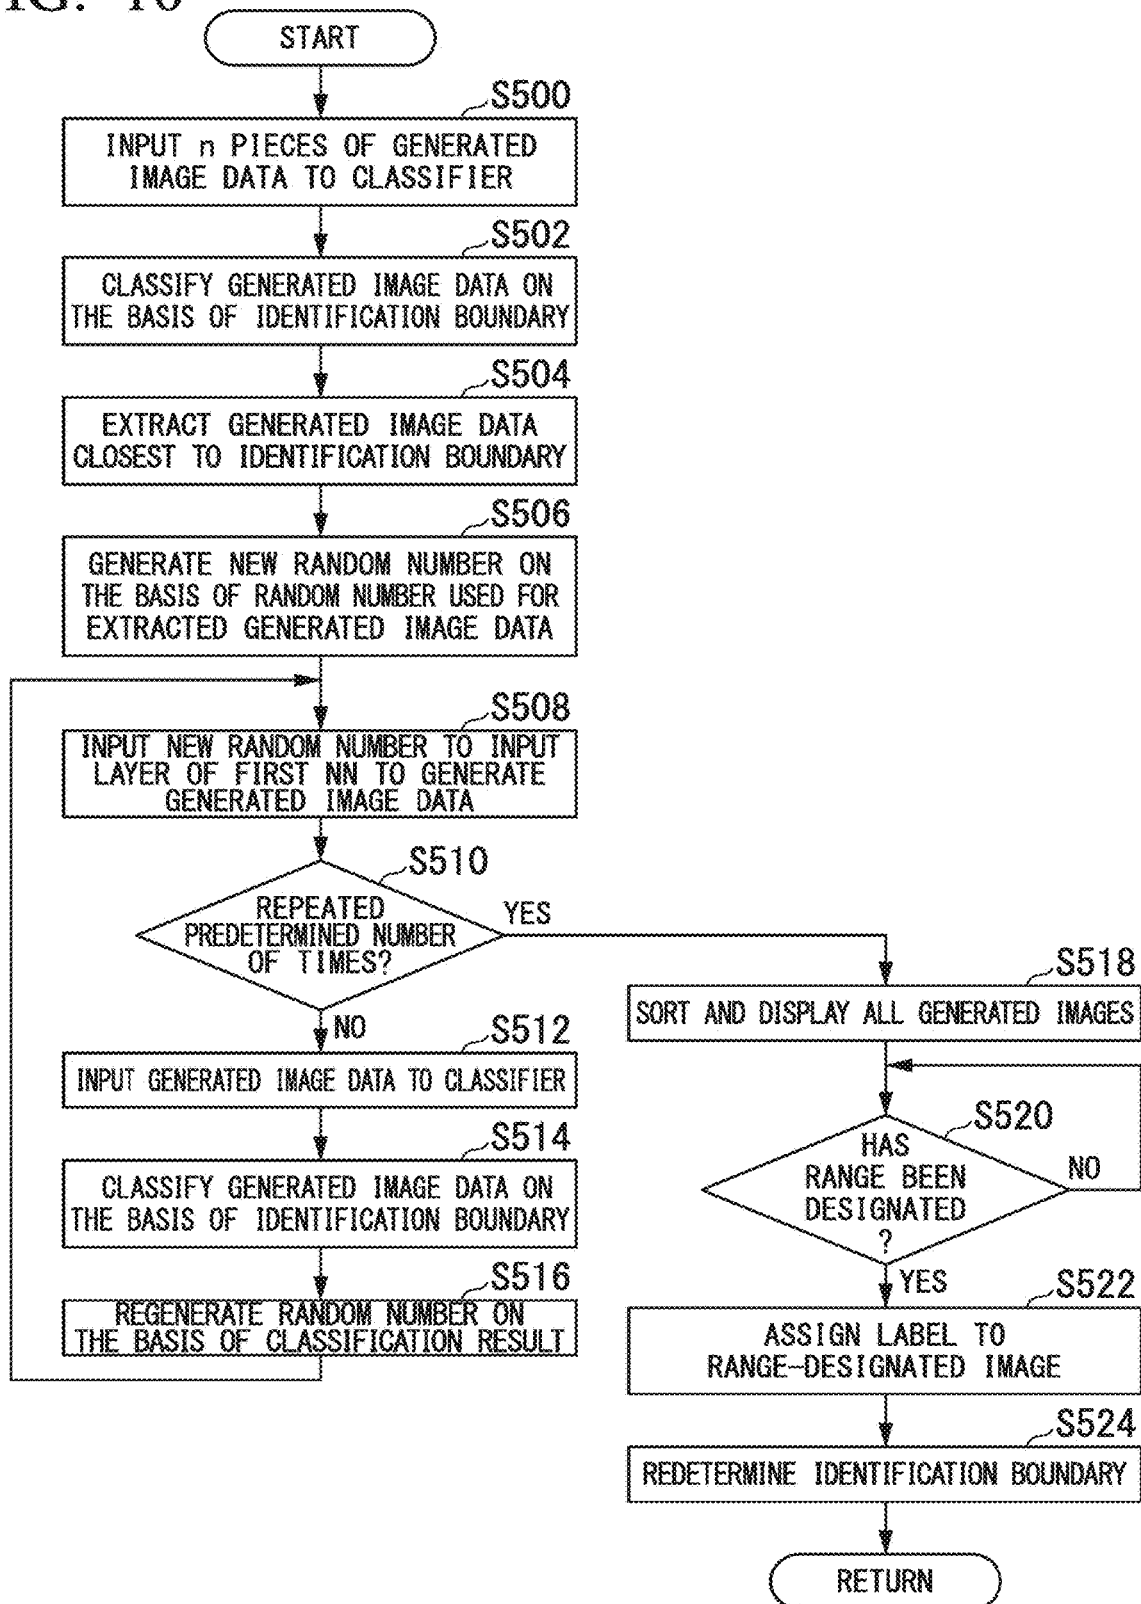 FIG. 10
START
S500
INPUT n PIECES OF GENERATED
IMAGE DATA TO CLASSIFIER
S502
CLASSIFY GENERATED IMAGE DATA ON
THE BASIS OF IDENTIFICATION BOUNDARY
S504
EXTRACT GENERATED IMAGE DATA
CLOSEST TO IDENTIFICATION BOUNDARY
S506
GENERATE NEW RANDOM NUMBER ON
THE BASIS OF RANDOM NUMBER USED FOR
EXTRACTED GENERATED IMAGE DATA
S508
INPUT NEW RANDOM NUMBER TO INPUT
LAYER OF FIRST NN TO GENERATE
GENERATED IMAGE DATA
S510
REPEATED
PREDETERMINED NUMBER
OF TIMES?
YES
NO
S512
INPUT GENERATED IMAGE DATA TO CLASSIFIER
S514
CLASSIFY GENERATED IMAGE DATA ON
THE BASIS OF IDENTIFICATION BOUNDARY
S516
REGENERATE RANDOM NUMBER ON
THE BASIS OF CLASSIFICATION RESULT
S518
SORT AND DISPLAY ALL GENERATED IMAGES
S520
HAS
RANGE BEEN
DESIGNATED
?
NO
YES
S522
ASSIGN LABEL TO
RANGE-DESIGNATED IMAGE
S524
REDETERMINE IDENTIFICATION BOUNDARY
RETURN